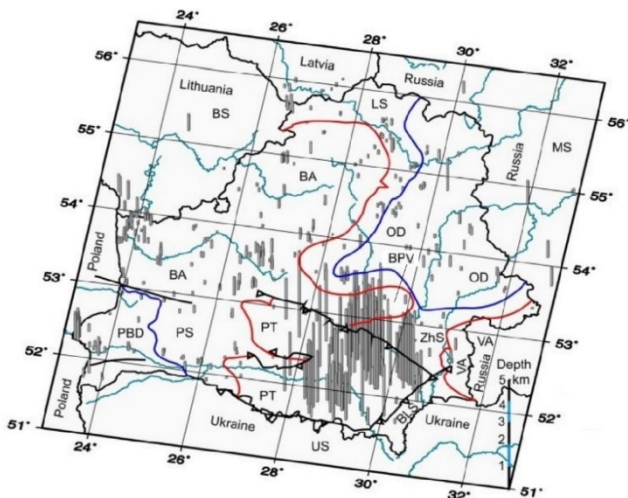 24° 26° 28° 30° 32°
56° Latvia Russia
Lithuania LS 56°
BS MS
55° Russia
BA 55°
54° OD
BPV
Poland BA OD 54°
53°
PBD PS PT ZhS VA 53°
52° VA Russia Depth
5 km
Poland PT BLS 4
Ukraine Ukraine 52° 3
51° US 2
1
24° 26° 28° 30° 32° 51°